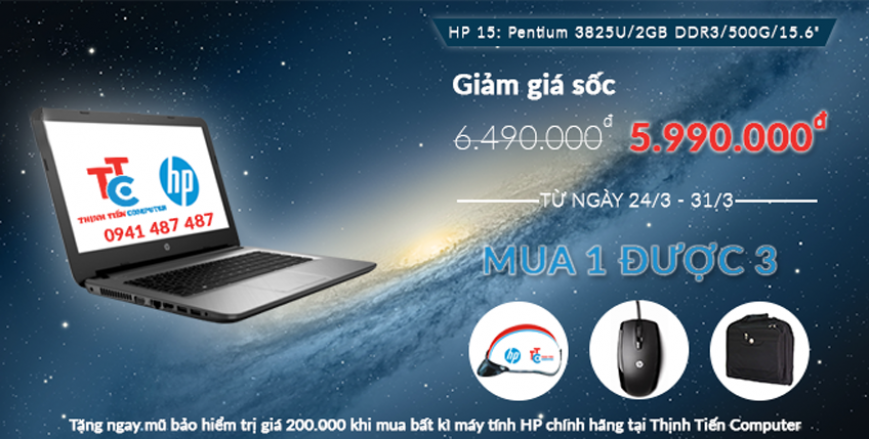 HP 15: Pentium 3825U/2GB DDR3/500G/15.6"
Giảm giá sốc
6.490.000đ 5.990.000đ
TỪ NGÀY 24/3 - 31/3
MUA 1 ĐƯỢC 3
TTC hp
THỊNH TIẾN COMPUTER
0941 487 487
hp TTC
Tặng ngay mũ bảo hiểm trị giá 200.000 khi mua bất kì máy tính HP chính hãng tại Thịnh Tiến Computer